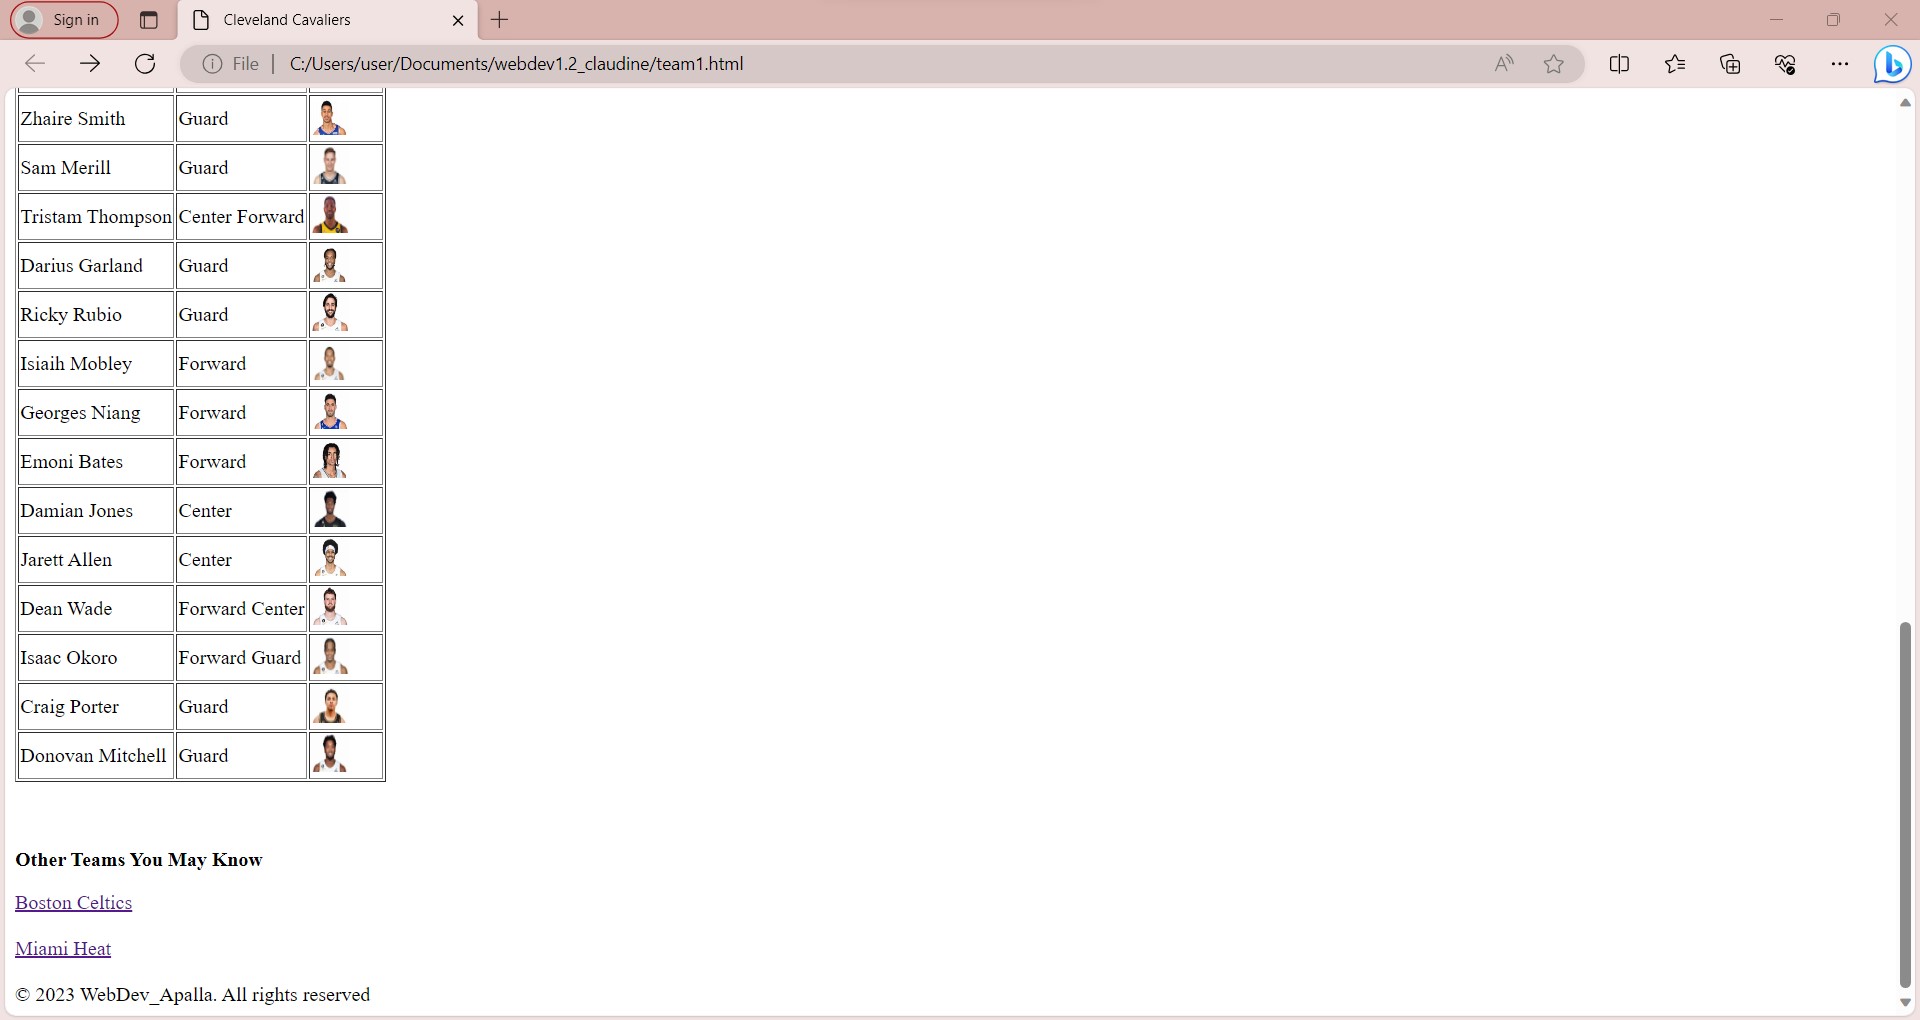 Sign in
Cleveland Cavaliers
File
C:/Users/user/Documents/webdev1.2_claudine/team1.html
Zhaire Smith Guard
Sam Merill Guard
Tristam Thompson Center Forward
Darius Garland Guard
Ricky Rubio Guard
Isiaih Mobley Forward
Georges Niang Forward
Emoni Bates Forward
Damian Jones Center
Jarett Allen Center
Dean Wade Forward Center
Isaac Okoro Forward Guard
Craig Porter Guard
Donovan Mitchell Guard
Other Teams You May Know
Boston Celtics
Miami Heat
© 2023 WebDev_Apalla. All rights reserved